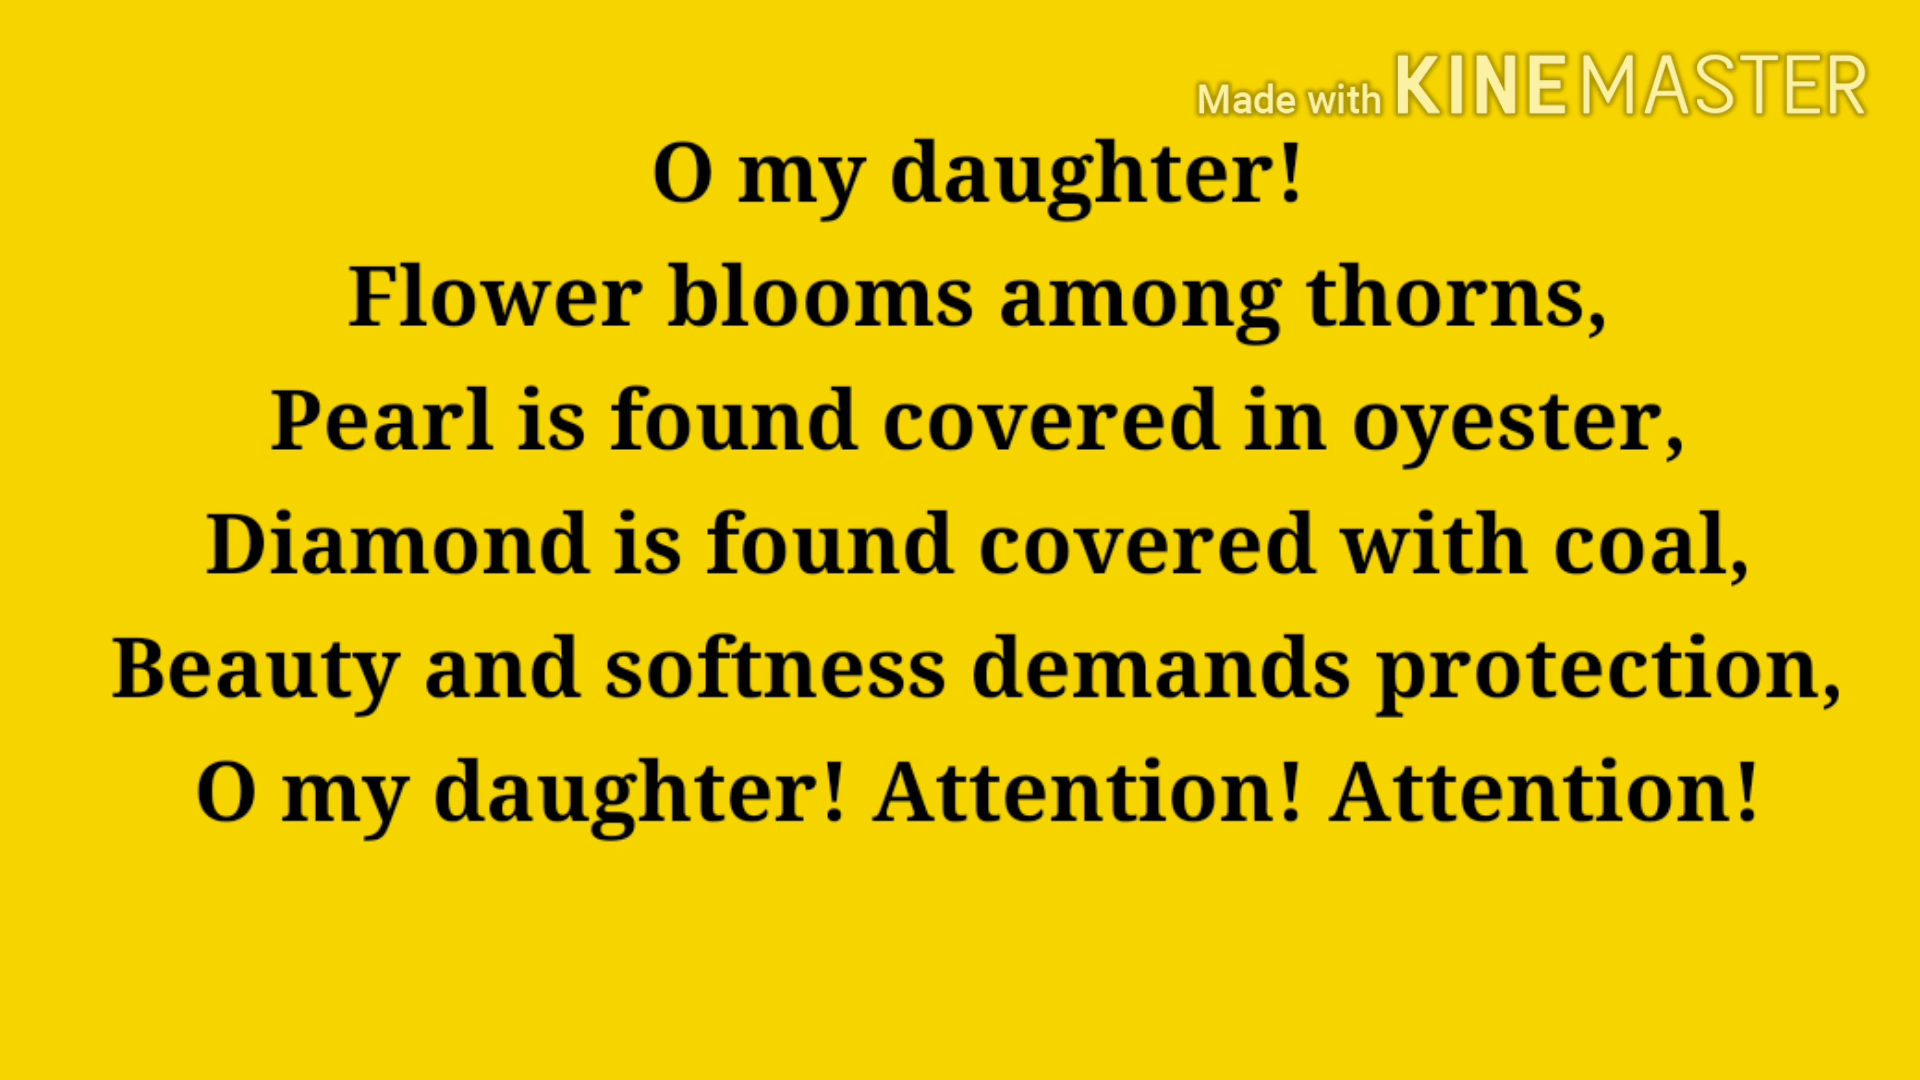 Made with KINEMASTER
O my daughter!
Flower blooms among thorns,
Pearl is found covered in oyester,
Diamond is found covered with coal,
Beauty and softness demands protection,
O my daughter! Attention! Attention!